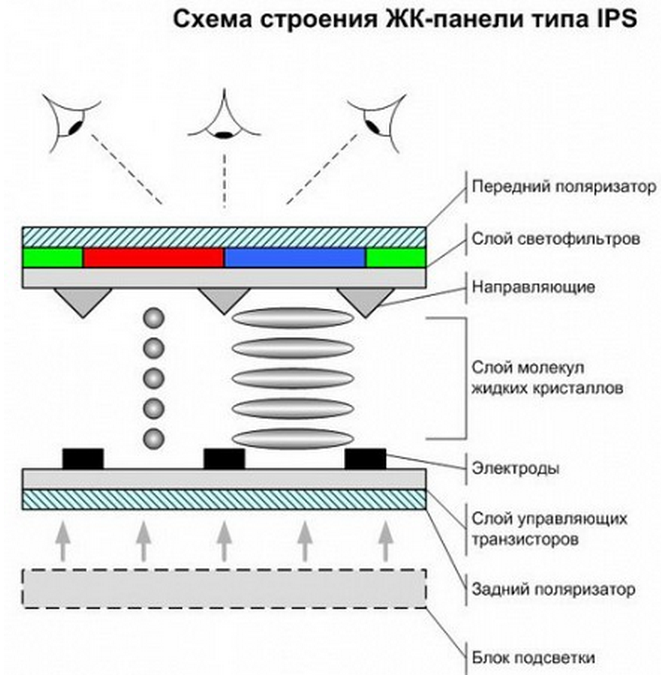 Схема строения ЖК-панели типа IPS
Передний поляризатор
Слой светофильтров
Направляющие
Слой молекул
жидких кристаллов
Электроды
Слой управляющих
транзисторов
Задний поляризатор
Блок подсветки